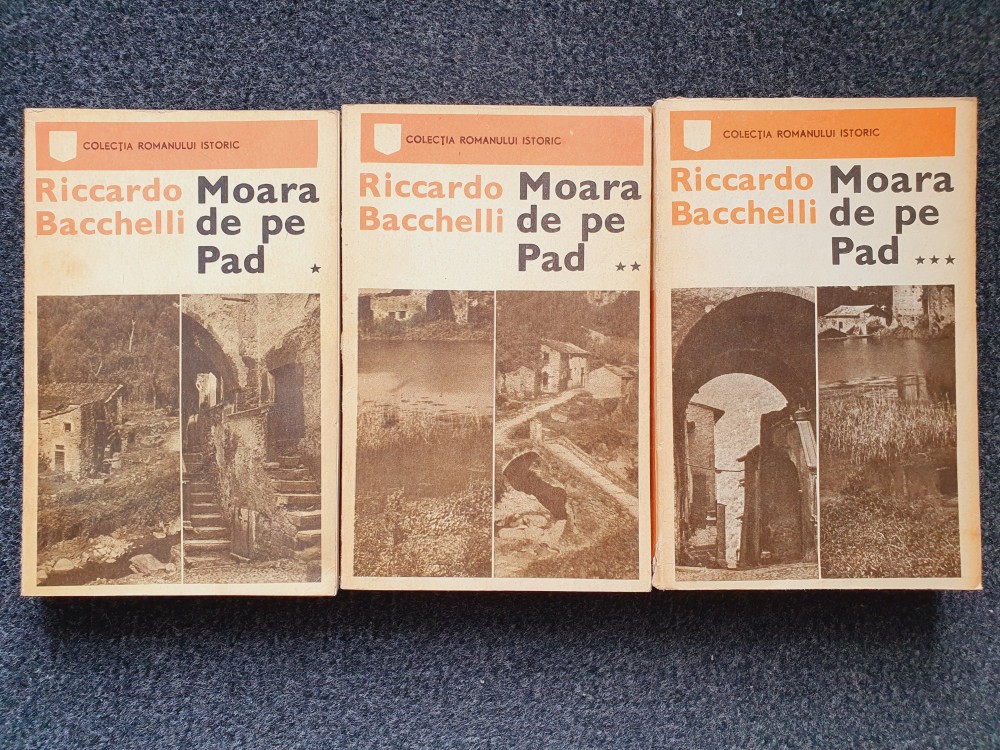 COLECȚIA ROMANULUI ISTORIC
Riccardo
Bacchelli
Moara
de pe
Pad ★
COLECȚIA ROMANULUI ISTORIC
Riccardo
Bacchelli
Moara
de pe
Pad ★★
COLECȚIA ROMANULUI ISTORIC
Riccardo
Bacchelli
Moara
de pe
Pad ★★★